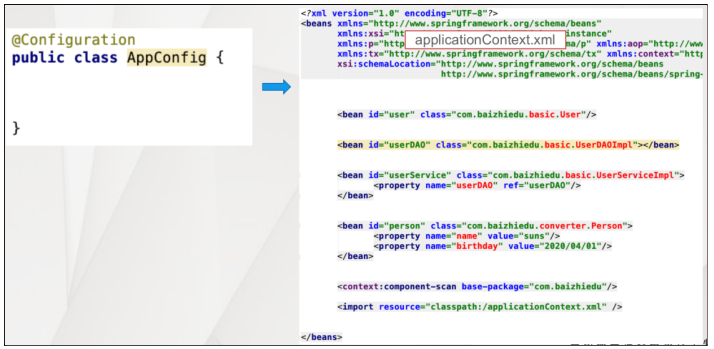 @Configuration
public class AppConfig {
}
<?xml version="1.0" encoding="UTF-8"?>
<beans xmlns="http://www.springframework.org/schema/beans"
xmlns:xsi="ht
instance"
applicationContext.xml
xmlns:p="http
ma/p" xmlns:aop="http://www
xmlns:tx="http://www.springframework.org/schema/tx" xmlns:context="http
xsi:schemaLocation="http://www.springframework.org/schema/beans
http://www.springframework.org/schema/beans/spring-
<bean id="user" class="com.baizhiedu.basic.User"/>
<bean id="userDAO" class="com.baizhiedu.basic.UserDAOImpl"></bean>
<bean id="userService" class="com.baizhiedu.basic.UserServiceImpl">
<property name="userDAO" ref="userDAO"/>
</bean>
<bean id="person" class="com.baizhiedu.converter.Person">
<property name="name" value="suns"/>
<property name="birthday" value="2020/04/01"/>
</bean>
<context:component-scan base-package="com.baizhiedu"/>
<import resource="classpath:/applicationContext.xml" />
</beans>